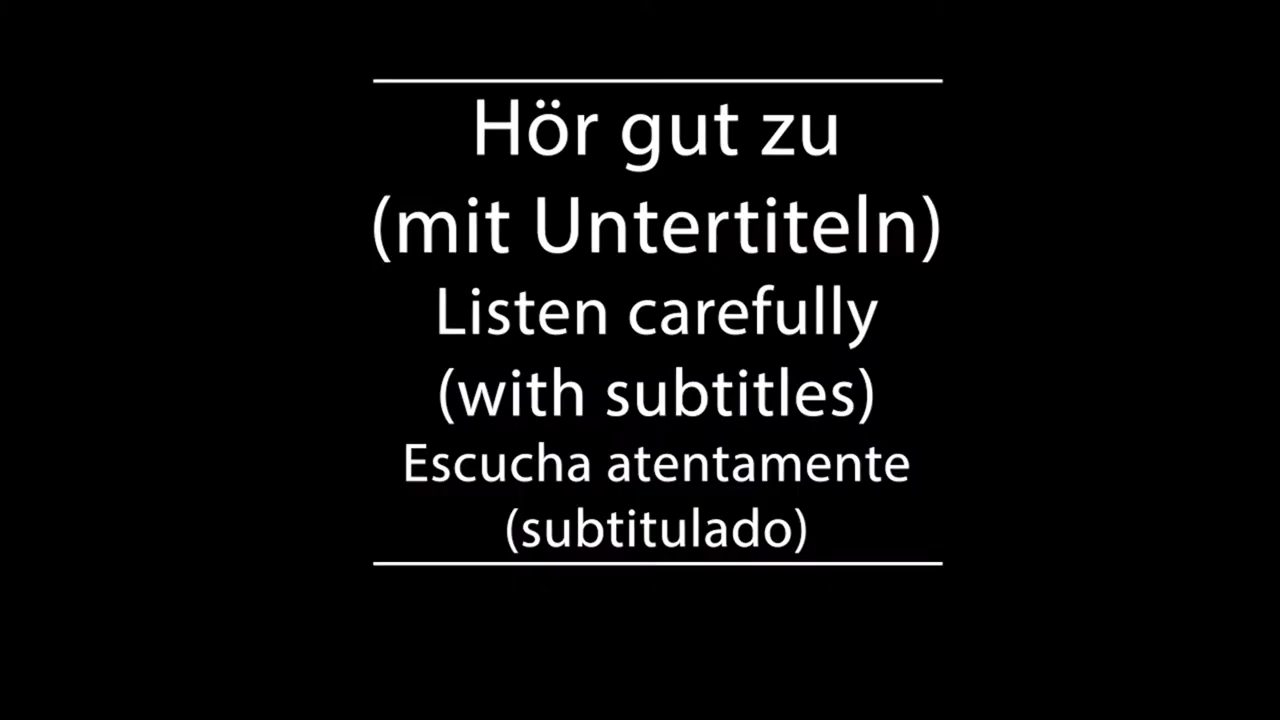 Hör gut zu
(mit Untertiteln)
Listen carefully
(with subtitles)
Escucha atentamente
(subtitulado)